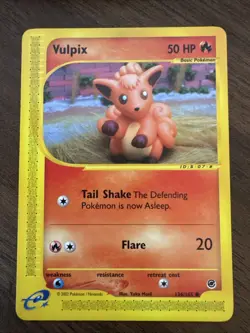 Vulpix 50 HP
Basic Pokémon
Tail Shake The Defending
Pokémon is now Asleep.
Flare 20
weakness resistance retreat cost